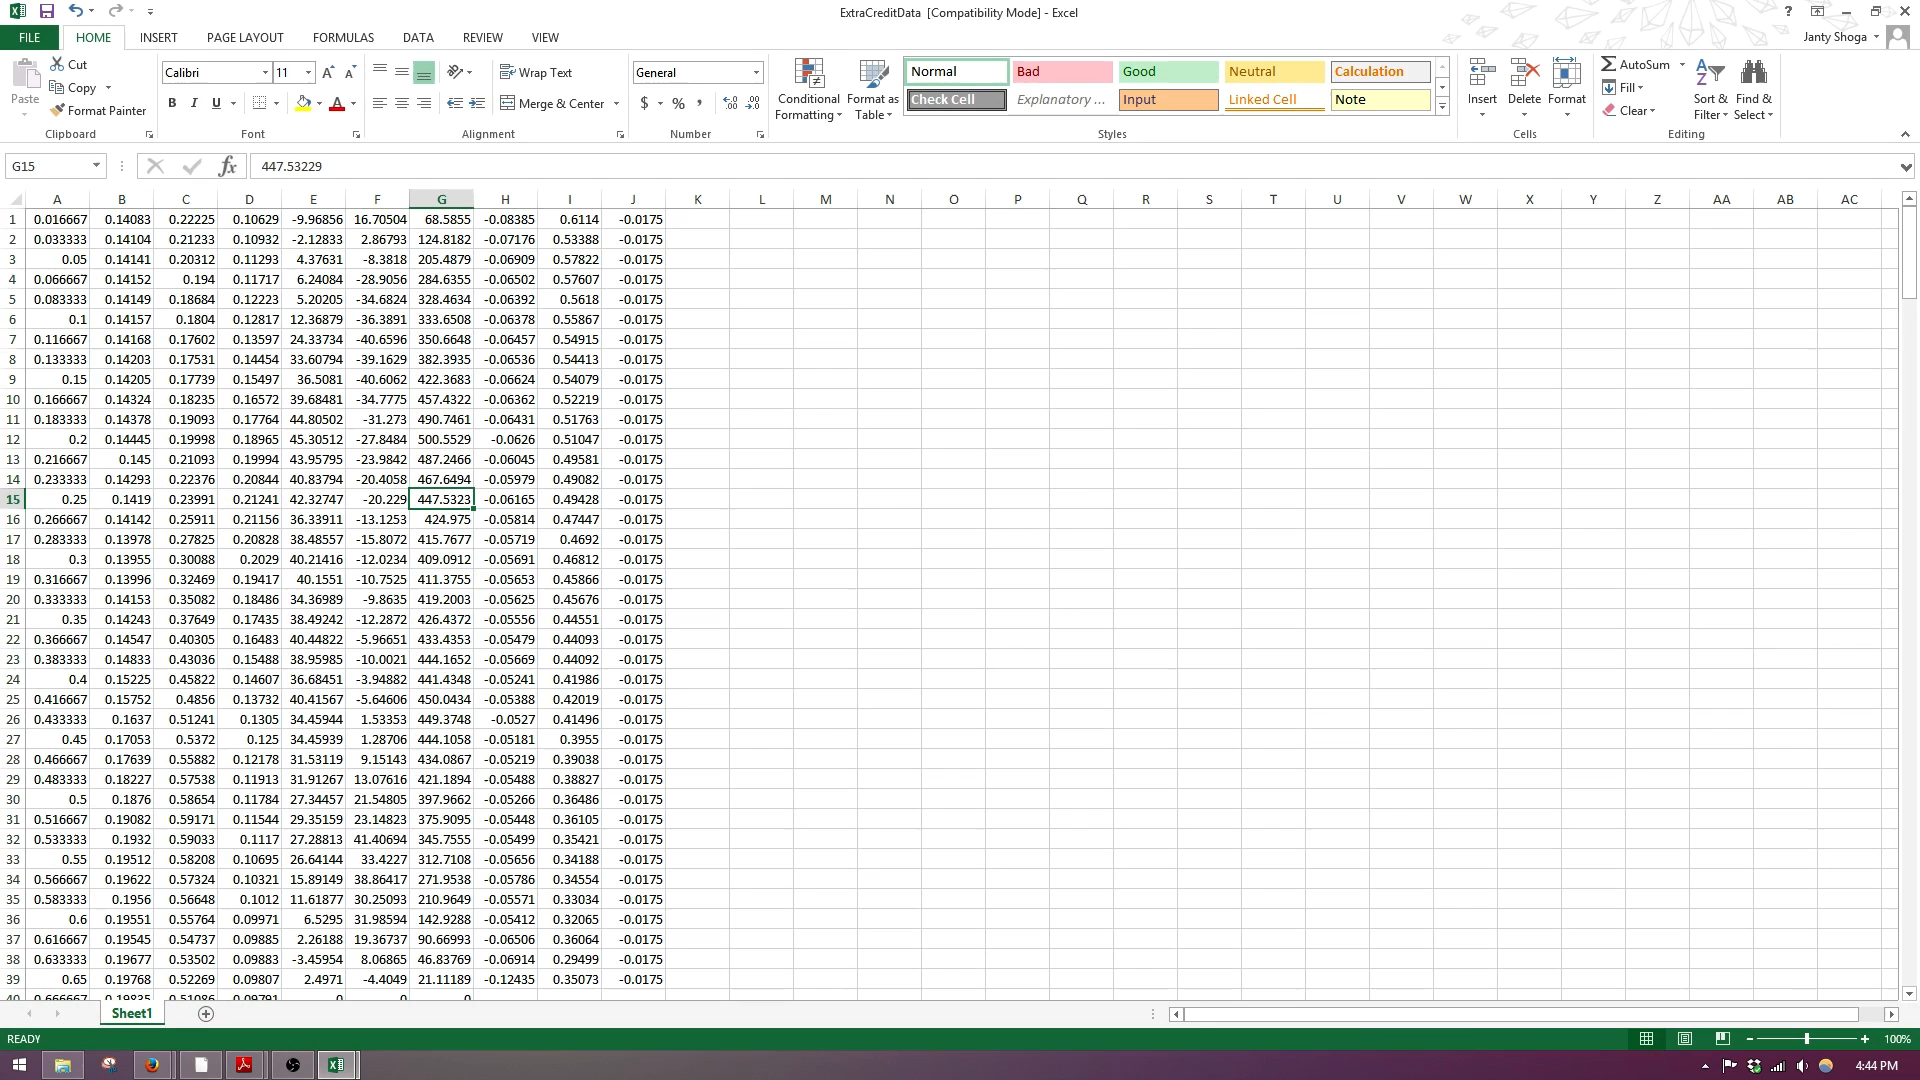 ExtraCreditData [Compatibility Mode] - Excel
FILE HOME INSERT PAGE LAYOUT FORMULAS DATA REVIEW VIEW Janty Shoga
Paste Cut Copy Format Painter Clipboard
Calibri 11 B I U A Font
Wrap Text Merge & Center Alignment
General $ % Number
Conditional Formatting Format as Table
Normal Bad Good Neutral Calculation
Check Cell Explanatory ... Input Linked Cell Note
Styles
Insert Delete Format Cells
AutoSum Fill Clear Sort & Filter Find & Select Editing
G15 fx 447.53229
A B C D E F G H I J K L M N O P Q R S T U V W X Y Z AA AB AC
1 0.016667 0.14083 0.22225 0.10629 -9.96856 16.70504 68.5855 -0.08385 0.6114 -0.0175
2 0.033333 0.14104 0.21233 0.10932 -2.12833 2.86793 124.8182 -0.07176 0.53388 -0.0175
3 0.05 0.14141 0.20312 0.11293 4.37631 -8.3818 205.4879 -0.06909 0.57822 -0.0175
4 0.066667 0.14152 0.194 0.11717 6.24084 -28.9056 284.6355 -0.06502 0.57607 -0.0175
5 0.083333 0.14149 0.18684 0.12223 5.20205 -34.6824 328.4634 -0.06392 0.5618 -0.0175
6 0.1 0.14157 0.1804 0.12817 12.36879 -36.3891 333.6508 -0.06378 0.55867 -0.0175
7 0.116667 0.14168 0.17602 0.13597 24.33734 -40.6596 350.6648 -0.06457 0.54915 -0.0175
8 0.133333 0.14203 0.17531 0.14454 33.60794 -39.1629 382.3935 -0.06536 0.54413 -0.0175
9 0.15 0.14205 0.17739 0.15497 36.5081 -40.6062 422.3683 -0.06624 0.54079 -0.0175
10 0.166667 0.14324 0.18235 0.16572 39.68481 -34.7775 457.4322 -0.06362 0.52219 -0.0175
11 0.183333 0.14378 0.19093 0.17764 44.80502 -31.273 490.7461 -0.06431 0.51763 -0.0175
12 0.2 0.14445 0.19998 0.18965 45.30512 -27.8484 500.5529 -0.0626 0.51047 -0.0175
13 0.216667 0.145 0.21093 0.19994 43.95795 -23.9842 487.2466 -0.06045 0.49581 -0.0175
14 0.233333 0.14293 0.22376 0.20844 40.83794 -20.4058 467.6494 -0.05979 0.49082 -0.0175
15 0.25 0.1419 0.23991 0.21241 42.32747 -20.229 447.5323 -0.06165 0.49428 -0.0175
16 0.266667 0.14142 0.25911 0.21156 36.33911 -13.1253 424.975 -0.05814 0.47447 -0.0175
17 0.283333 0.13978 0.27825 0.20828 38.48557 -15.8072 415.7677 -0.05719 0.4692 -0.0175
18 0.3 0.13955 0.30088 0.2029 40.21416 -12.0234 409.0912 -0.05691 0.46812 -0.0175
19 0.316667 0.13996 0.32469 0.19417 40.1551 -10.7525 411.3755 -0.05653 0.45866 -0.0175
20 0.333333 0.14153 0.35082 0.18486 34.36989 -9.8635 419.2003 -0.05625 0.45676 -0.0175
21 0.35 0.14243 0.37649 0.17435 38.49242 -12.2872 426.4372 -0.05556 0.44551 -0.0175
22 0.366667 0.14547 0.40305 0.16483 40.44822 -5.96651 433.4353 -0.05479 0.44093 -0.0175
23 0.383333 0.14833 0.43036 0.15488 38.95985 -10.0021 444.1652 -0.05669 0.44092 -0.0175
24 0.4 0.15225 0.45822 0.14607 36.68451 -3.94882 441.4348 -0.05241 0.41986 -0.0175
25 0.416667 0.15752 0.4856 0.13732 40.41567 -5.64606 450.0434 -0.05388 0.42019 -0.0175
26 0.433333 0.1637 0.51241 0.1305 34.45944 1.53353 449.3748 -0.0527 0.41496 -0.0175
27 0.45 0.17053 0.5372 0.125 34.45939 1.28706 444.1058 -0.05181 0.3955 -0.0175
28 0.466667 0.17639 0.55882 0.12178 31.53119 9.15143 434.0867 -0.05219 0.39038 -0.0175
29 0.483333 0.18227 0.57538 0.11913 31.91267 13.07616 421.1894 -0.05488 0.38827 -0.0175
30 0.5 0.1876 0.58654 0.11784 27.34457 21.54805 397.9662 -0.05266 0.36486 -0.0175
31 0.516667 0.19082 0.59171 0.11544 29.35159 23.14823 375.9095 -0.05448 0.36105 -0.0175
32 0.533333 0.1932 0.59033 0.1117 27.28813 41.40694 345.7555 -0.05499 0.35421 -0.0175
33 0.55 0.19512 0.58208 0.10695 26.64144 33.4227 312.7108 -0.05656 0.34188 -0.0175
34 0.566667 0.19622 0.57324 0.10321 15.89149 38.86417 271.9538 -0.05786 0.34554 -0.0175
35 0.583333 0.1956 0.56648 0.1012 11.61877 30.25093 210.9649 -0.05571 0.33034 -0.0175
36 0.6 0.19551 0.55764 0.09971 6.5295 31.98594 142.9288 -0.05412 0.32065 -0.0175
37 0.616667 0.19545 0.54737 0.09885 2.26188 19.36737 90.66993 -0.06506 0.36064 -0.0175
38 0.633333 0.19677 0.53502 0.09883 -3.45954 8.06865 46.83769 -0.06914 0.29499 -0.0175
39 0.65 0.19768 0.52269 0.09807 2.4971 -4.4049 21.11189 -0.12435 0.35073 -0.0175
40 0.666667 0.19835 0.51086 0.09791 0 0 0
Sheet1
READY 100%
4:44 PM